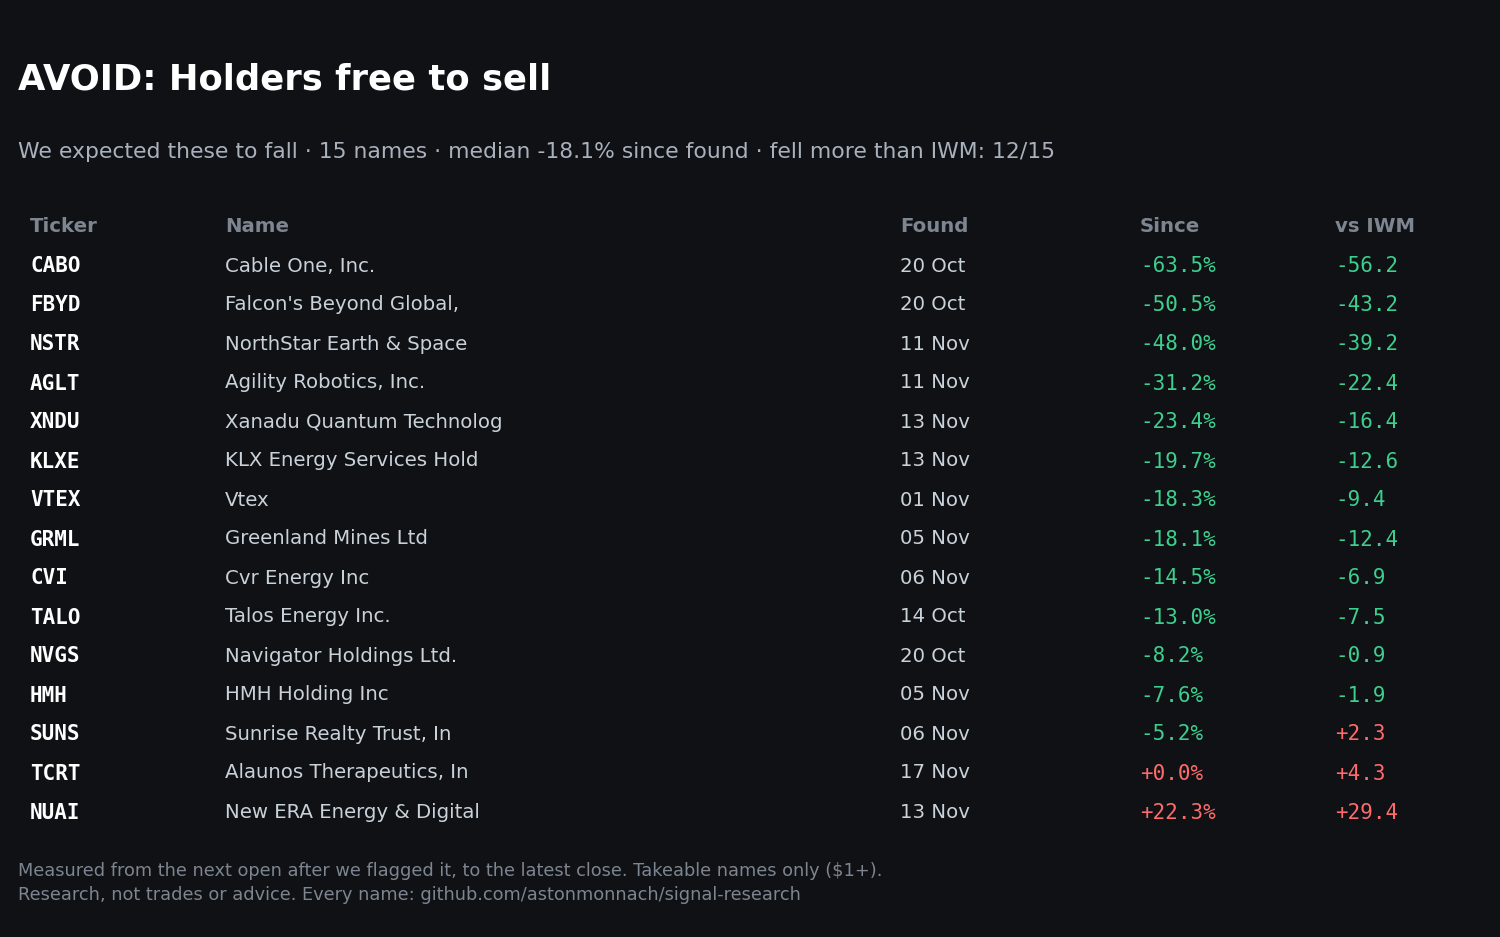 AVOID: Holders free to sell
We expected these to fall · 15 names · median -18.1% since found · fell more than IWM: 12/15
Ticker Name Found Since vs IWM
CABO Cable One, Inc. 20 Oct -63.5% -56.2
FBYD Falcon's Beyond Global, 20 Oct -50.5% -43.2
NSTR NorthStar Earth & Space 11 Nov -48.0% -39.2
AGLT Agility Robotics, Inc. 11 Nov -31.2% -22.4
XNDU Xanadu Quantum Technolog 13 Nov -23.4% -16.4
KLXE KLX Energy Services Hold 13 Nov -19.7% -12.6
VTEX Vtex 01 Nov -18.3% -9.4
GRML Greenland Mines Ltd 05 Nov -18.1% -12.4
CVI Cvr Energy Inc 06 Nov -14.5% -6.9
TALO Talos Energy Inc. 14 Oct -13.0% -7.5
NVGS Navigator Holdings Ltd. 20 Oct -8.2% -0.9
HMH HMH Holding Inc 05 Nov -7.6% -1.9
SUNS Sunrise Realty Trust, In 06 Nov -5.2% +2.3
TCRT Alaunos Therapeutics, In 17 Nov +0.0% +4.3
NUAI New ERA Energy & Digital 13 Nov +22.3% +29.4
Measured from the next open after we flagged it, to the latest close. Takeable names only ($1+).
Research, not trades or advice. Every name: github.com/astonmonnach/signal-research